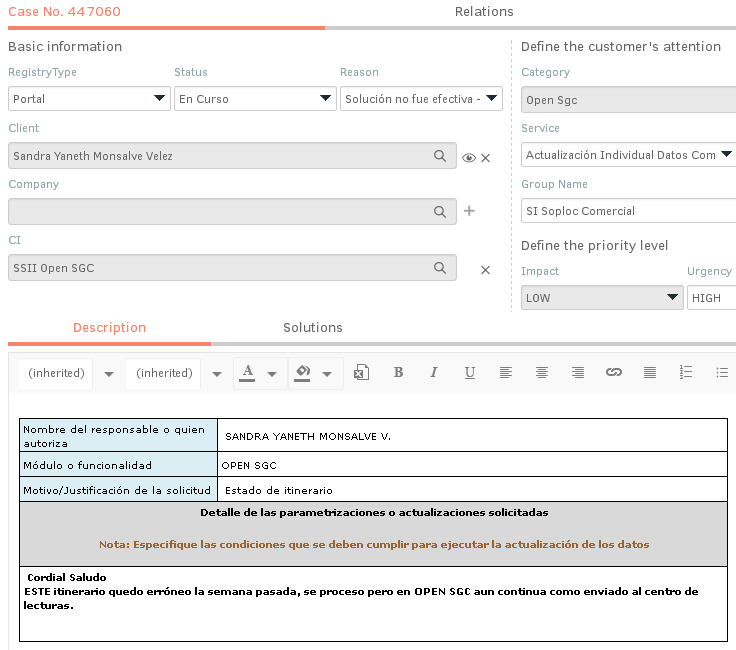 Case No. 447060
Relations
Basic information
Define the customer's attention
RegistryType
Status
Reason
Category
Portal
En Curso
Solución no fue efectiva -
Open Sgc
Client
Service
Sandra Yaneth Monsalve Velez
Actualización Individual Datos Com
Company
Group Name
SI Soploc Comercial
CI
Define the priority level
SSII Open SGC
Impact
Urgency
LOW
HIGH
Description
Solutions
(inherited)
(inherited)
A
B
I
U
Nombre del responsable o quien
autoriza
SANDRA YANETH MONSALVE V.
Módulo o funcionalidad
OPEN SGC
Motivo/Justificación de la solicitud
Estado de itinerario
Detalle de las parametrizaciones o actualizaciones solicitadas
Nota: Especifique las condiciones que se deben cumplir para ejecutar la actualización de los datos
Cordial Saludo
ESTE itinerario quedo erróneo la semana pasada, se proceso pero en OPEN SGC aun continua como enviado al centro de
lecturas.